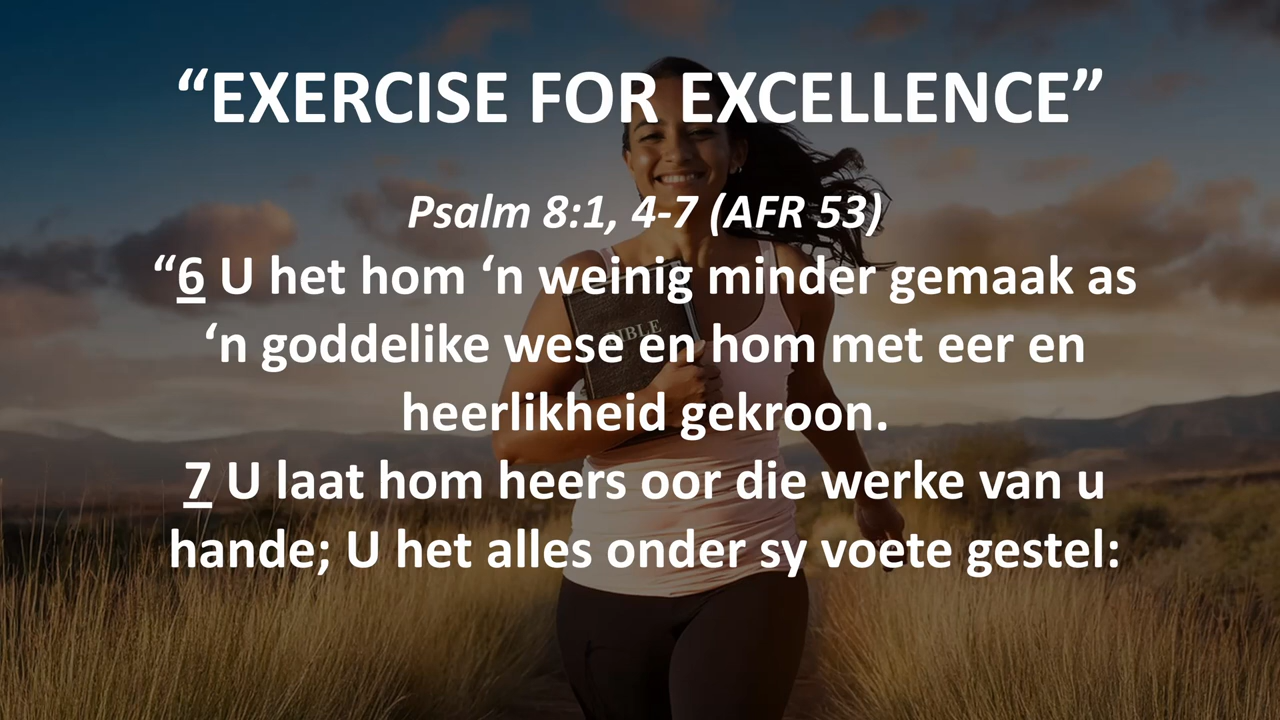 “EXERCISE FOR EXCELLENCE”
Psalm 8:1, 4-7 (AFR 53)
“6 U het hom ‘n weinig minder gemaak as
‘n goddelike wese en hom met eer en
heerlikheid gekroon.
7 U laat hom heers oor die werke van u
hande; U het alles onder sy voete gestel:
BIBLE